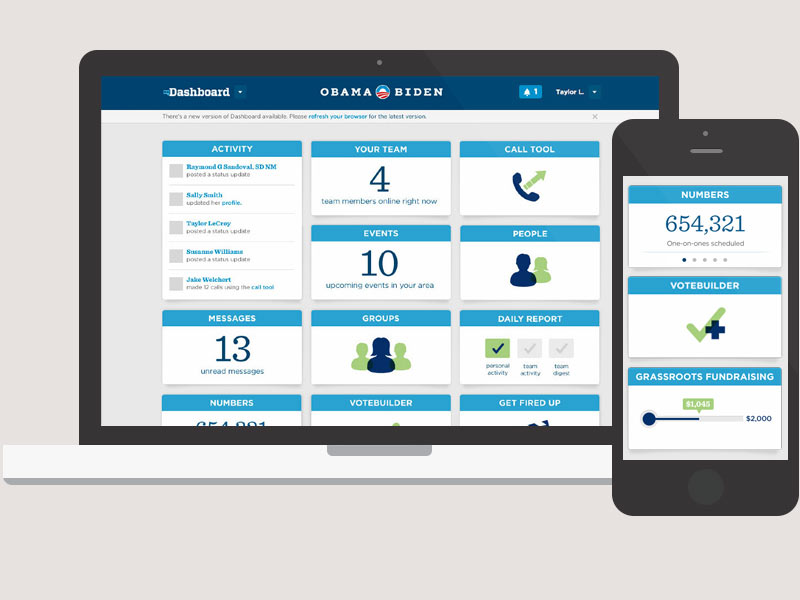 Dashboard
OBAMA BIDEN
1
Taylor L.
There's a new version of Dashboard available. Please refresh your browser for the latest version.
ACTIVITY
Raymond G Sandoval, SD NM
posted a status update
Sally Smith
updated her profile.
Taylor LeCroy
posted a status update
Suzanne Williams
posted a status update
Jake Weichert
made 12 calls using the call tool
YOUR TEAM
4
team members online right now
CALL TOOL
EVENTS
10
upcoming events in your area
PEOPLE
MESSAGES
13
unread messages
GROUPS
DAILY REPORT
personal
activity
team
activity
team
digest
NUMBERS
654,321
VOTEBUILDER
GET FIRED UP
NUMBERS
654,321
One-on-ones scheduled
VOTEBUILDER
GRASSROOTS FUNDRAISING
$1,045
$2,000